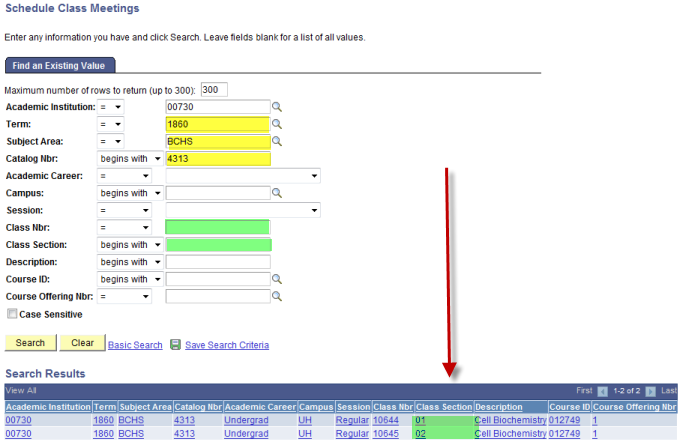 Schedule Class Meetings
Enter any information you have and click Search. Leave fields blank for a list of all values.
Find an Existing Value
Maximum number of rows to return (up to 300): 300
Academic Institution: = 00730
Term: = 1860
Subject Area: = BCHS
Catalog Nbr: begins with 4313
Academic Career: =
Campus: begins with
Session: =
Class Nbr: =
Class Section: begins with
Description: begins with
Course ID: begins with
Course Offering Nbr: =
Case Sensitive
Search Clear Basic Search Save Search Criteria
Search Results
View All First 1-2 of 2 Last
Academic Institution Term Subject Area Catalog Nbr Academic Career Campus Session Class Nbr Class Section Description Course ID Course Offering Nbr
00730 1860 BCHS 4313 Undergrad UH Regular 10644 01 Cell Biochemistry 012749 1
00730 1860 BCHS 4313 Undergrad UH Regular 10645 02 Cell Biochemistry 012749 1